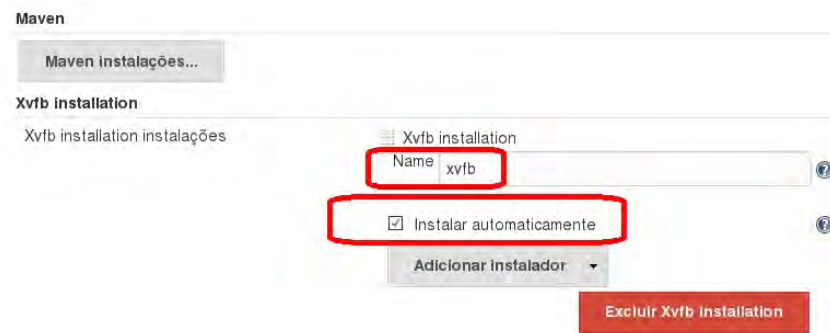 Maven
Maven instalações...
Xvfb installation
Xvfb installation instalações
Xvfb installation
Name xvfb
Instalar automaticamente
Adicionar instalador
Excluir Xvfb installation